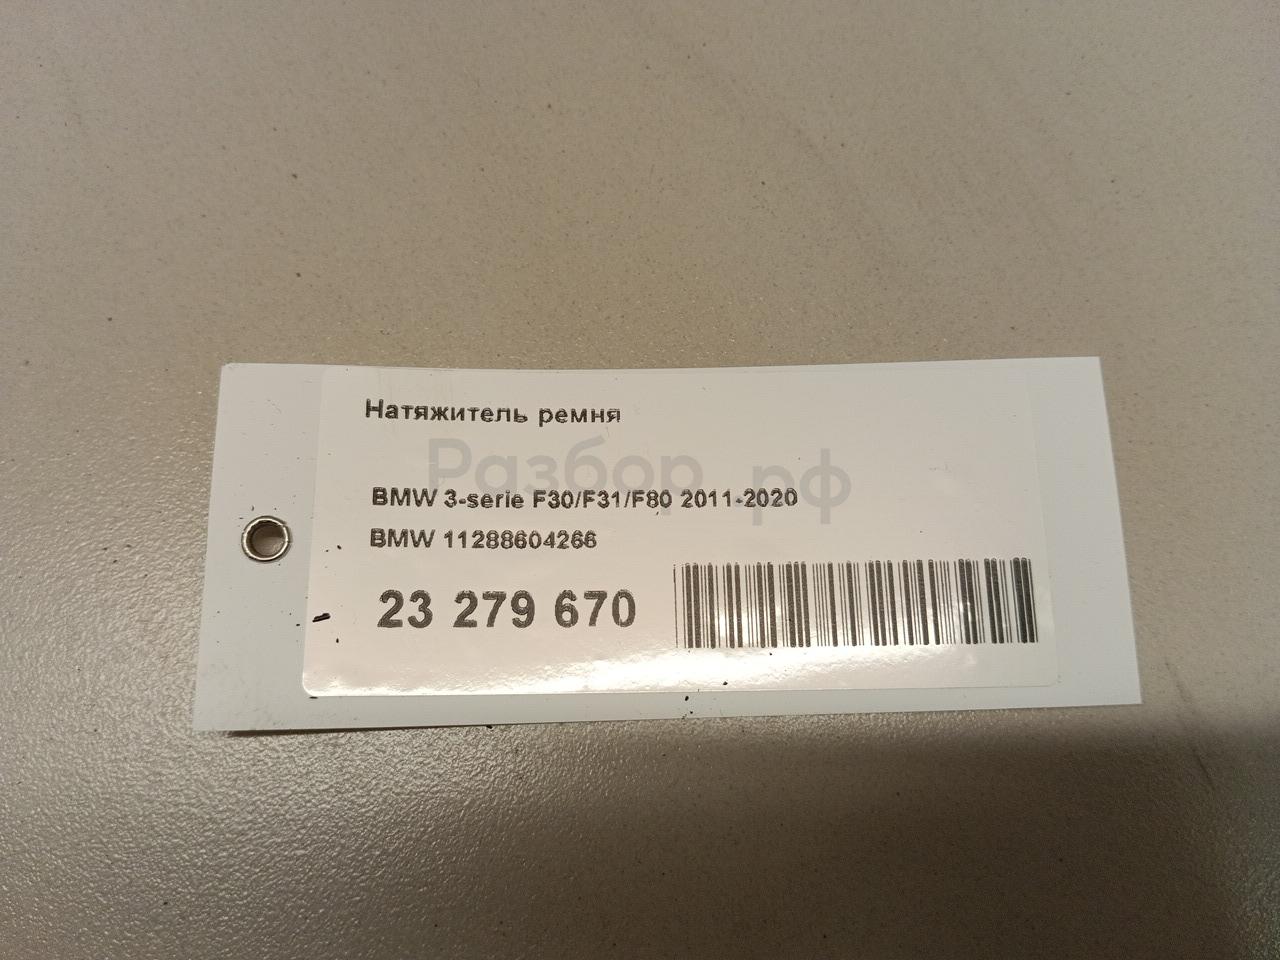 Натяжитель ремня
Разбор.рф
BMW 3-serie F30/F31/F80 2011-2020
BMW 11288604266
23 279 670